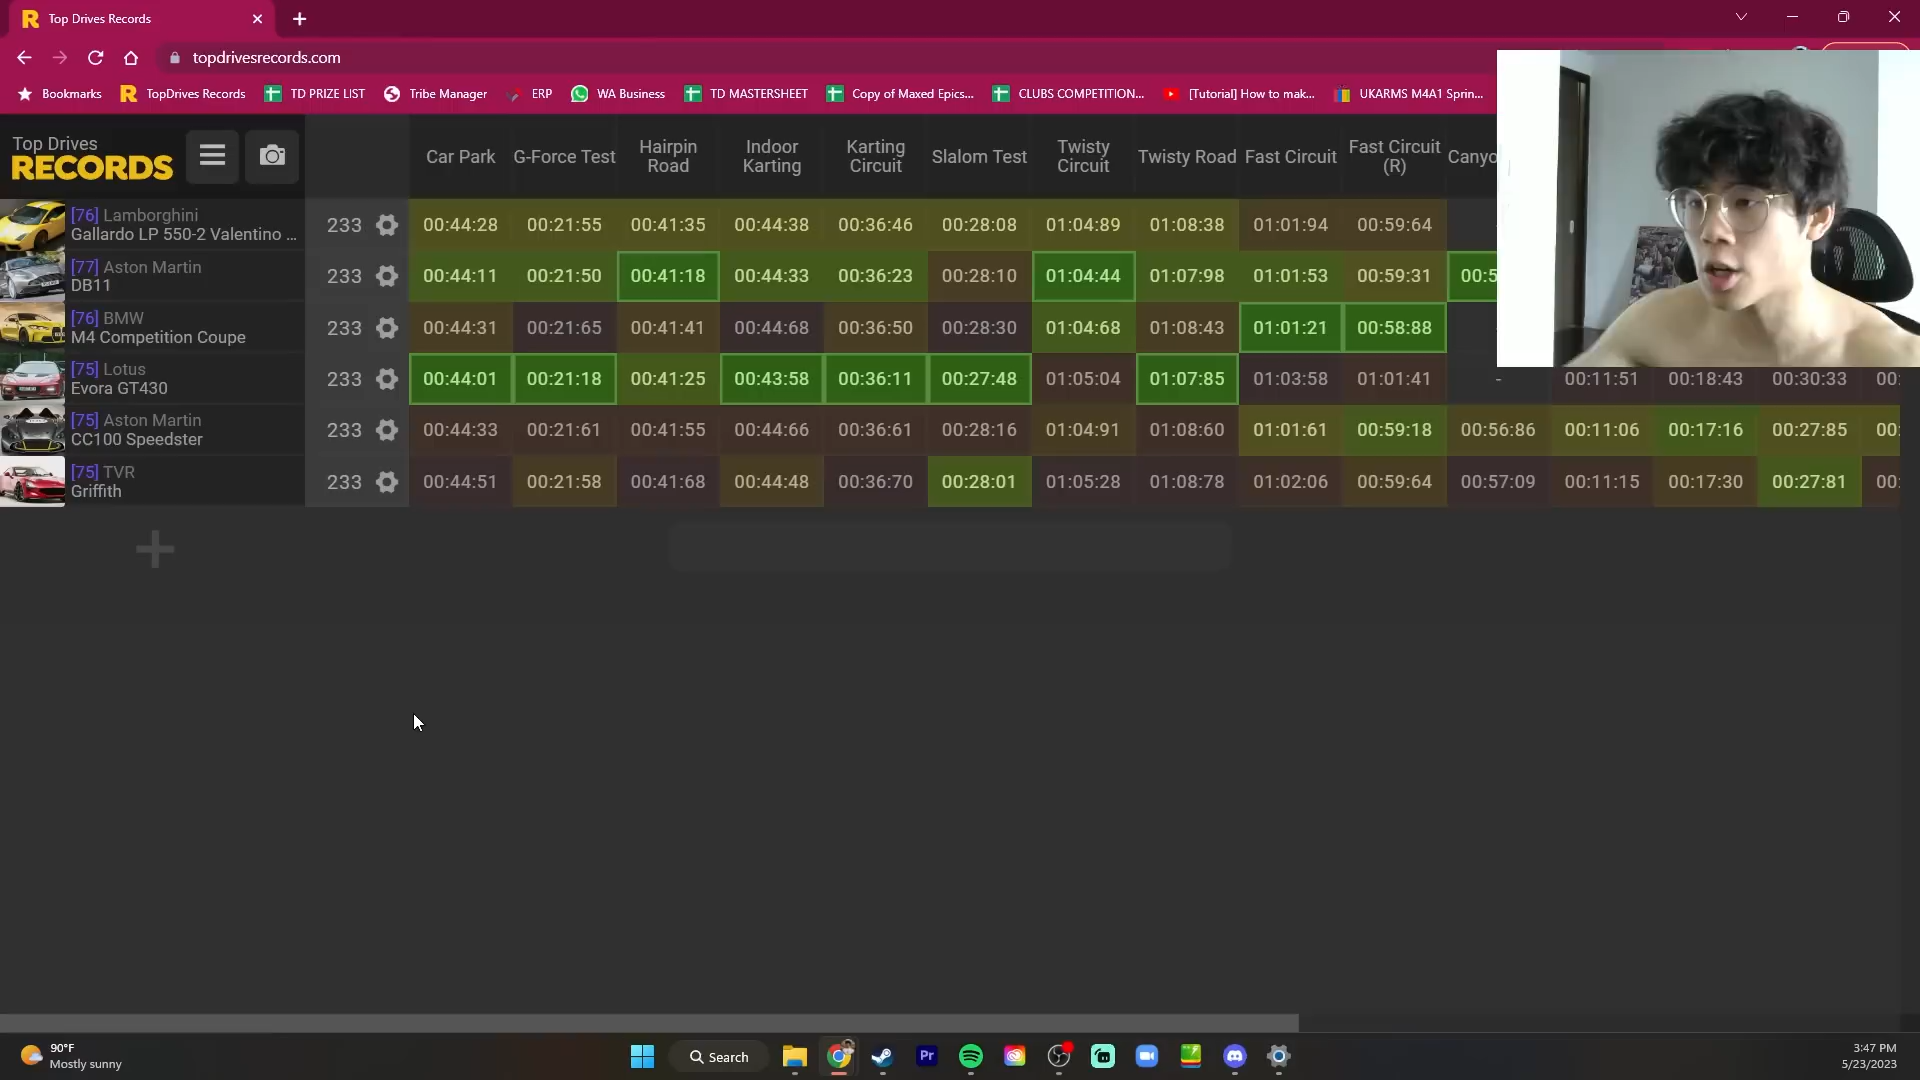 Top Drives Records
topdrivesrecords.com
Bookmarks TopDrives Records TD PRIZE LIST Tribe Manager ERP WA Business TD MASTERSHEET Copy of Maxed Epics... CLUBS COMPETITION... [Tutorial] How to mak... UKARMS M4A1 Sprin...
Top Drives
RECORDS
Car Park G-Force Test Hairpin Road Indoor Karting Karting Circuit Slalom Test Twisty Circuit Twisty Road Fast Circuit Fast Circuit (R) Canyo
[76] Lamborghini
Gallardo LP 550-2 Valentino ...
233 00:44:28 00:21:55 00:41:35 00:44:38 00:36:46 00:28:08 01:04:89 01:08:38 01:01:94 00:59:64
[77] Aston Martin
DB11
233 00:44:11 00:21:50 00:41:18 00:44:33 00:36:23 00:28:10 01:04:44 01:07:98 01:01:53 00:59:31 00:5
[76] BMW
M4 Competition Coupe
233 00:44:31 00:21:65 00:41:41 00:44:68 00:36:50 00:28:30 01:04:68 01:08:43 01:01:21 00:58:88
[75] Lotus
Evora GT430
233 00:44:01 00:21:18 00:41:25 00:43:58 00:36:11 00:27:48 01:05:04 01:07:85 01:03:58 01:01:41 - 00:11:51 00:18:43 00:30:33 00:
[75] Aston Martin
CC100 Speedster
233 00:44:33 00:21:61 00:41:55 00:44:66 00:36:61 00:28:16 01:04:91 01:08:60 01:01:61 00:59:18 00:56:86 00:11:06 00:17:16 00:27:85 00:
[75] TVR
Griffith
233 00:44:51 00:21:58 00:41:68 00:44:48 00:36:70 00:28:01 01:05:28 01:08:78 01:02:06 00:59:64 00:57:09 00:11:15 00:17:30 00:27:81 00:
90°F
Mostly sunny
Search
Pr
3:47 PM
5/23/2023